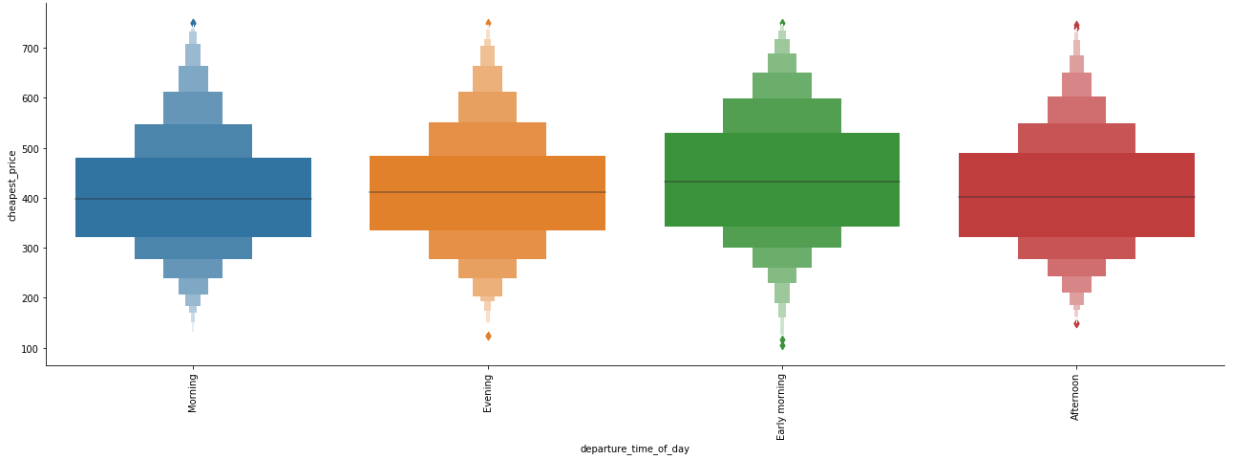 700
600
500
400
300
200
100
cheapest_price
Morning
Evening
Early morning
Afternoon
departure_time_of_day